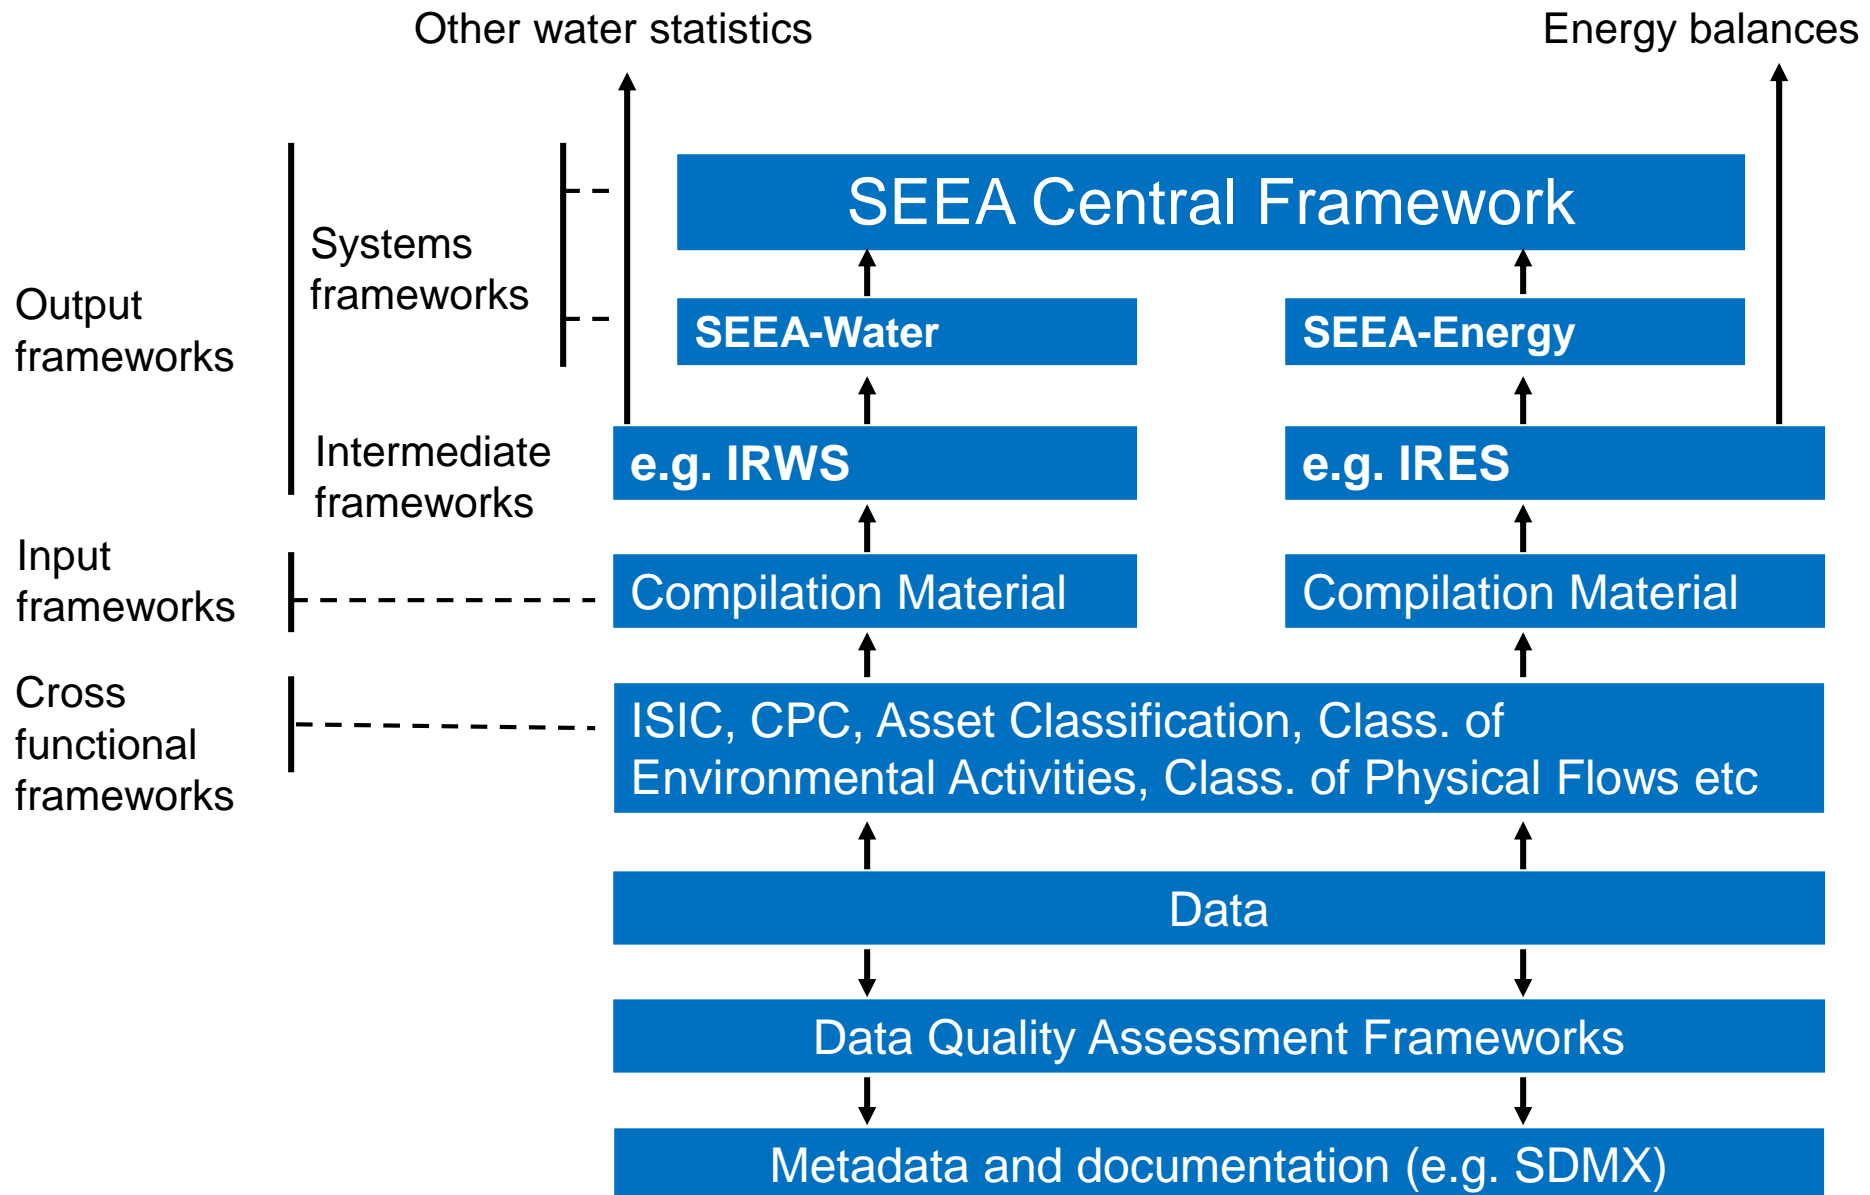 Other water statistics
Energy balances
SEEA Central Framework
Systems
frameworks
Output
frameworks
SEEA-Water
SEEA-Energy
Intermediate
frameworks
e.g. IRWS
e.g. IRES
Input
frameworks
Compilation Material
Compilation Material
Cross
functional
frameworks
ISIC, CPC, Asset Classification, Class. of
Environmental Activities, Class. of Physical Flows etc
Data
Data Quality Assessment Frameworks
Metadata and documentation (e.g. SDMX)